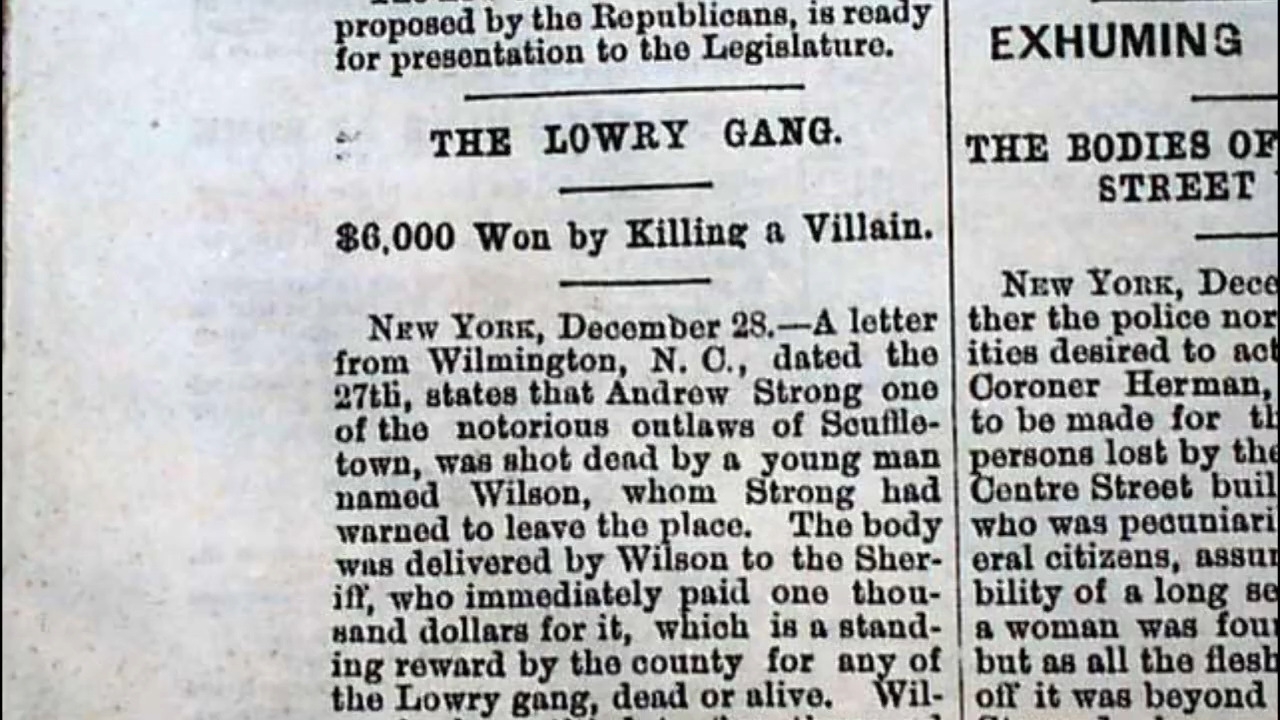 proposed by the Republicans, is ready
for presentation to the Legislature.
THE LOWRY GANG.
$6,000 Won by Killing a Villain.
NEW YORK, December 28.—A letter
from Wilmington, N. C., dated the
27th, states that Andrew Strong one
of the notorious outlaws of Scuffle-
town, was shot dead by a young man
named Wilson, whom Strong had
warned to leave the place. The body
was delivered by Wilson to the Sher-
iff, who immediately paid one thou-
sand dollars for it, which is a stand-
ing reward by the county for any of
the Lowry gang, dead or alive. Wil-
EXHUMING
THE BODIES OF
STREET
NEW YORK, Dece
ther the police nor
ities desired to act
Coroner Herman,
to be made for th
persons lost by the
Centre Street buil
who was pecuniari
eral citizens, assur
bility of a long se
a woman was four
but as all the flesh
off it was beyond